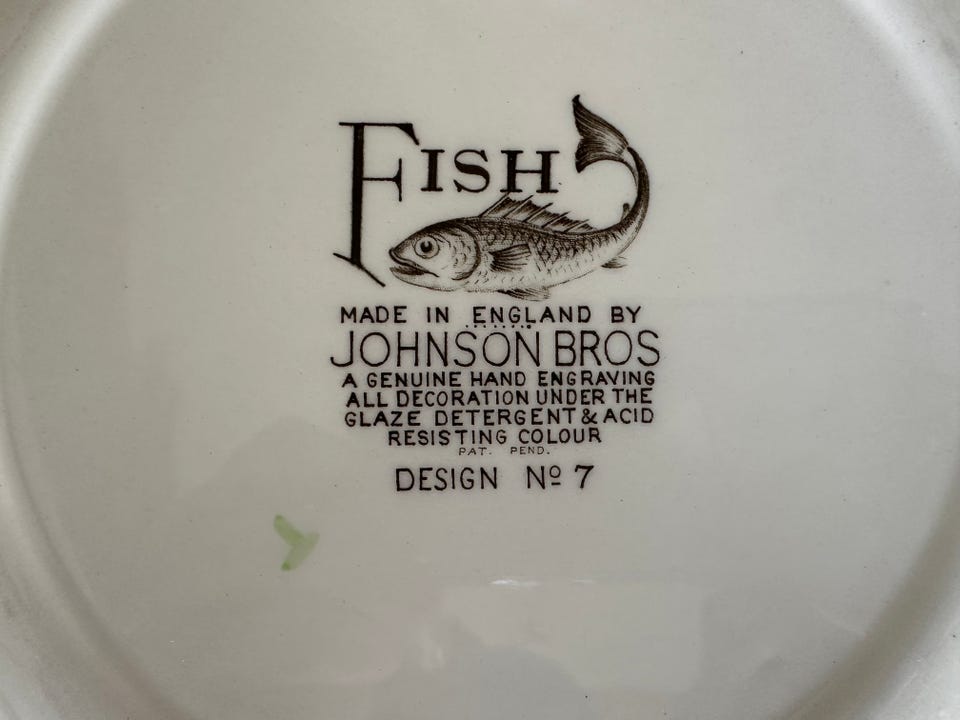 FISH
MADE IN ENGLAND BY
JOHNSON BROS
A GENUINE HAND ENGRAVING
ALL DECORATION UNDER THE
GLAZE DETERGENT & ACID
RESISTING COLOUR
PAT. PEND.
DESIGN Nº 7